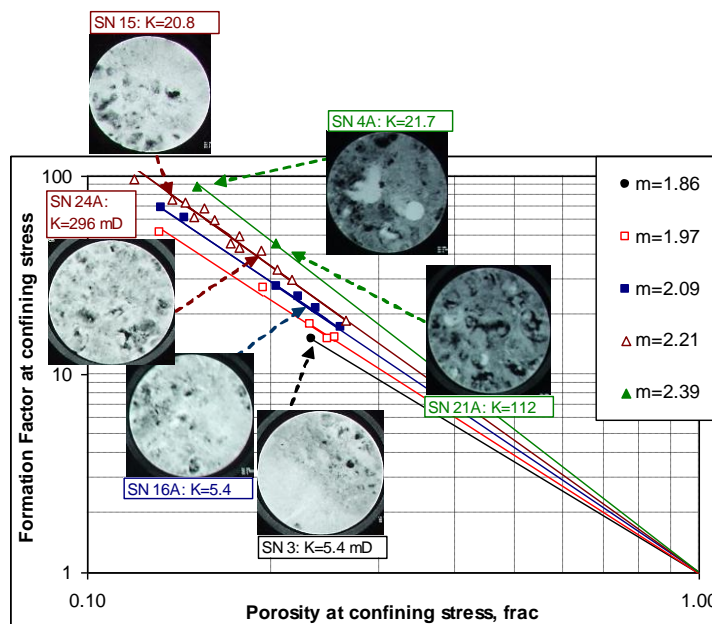 SN 15: K=20.8
SN 4A: K=21.7
SN 24A:
K=296 mD
SN 21A: K=112
SN 16A: K=5.4
SN 3: K=5.4 mD
100
10
1
0.10
1.00
Formation Factor at confining stress
Porosity at confining stress, frac
m=1.86
m=1.97
m=2.09
m=2.21
m=2.39